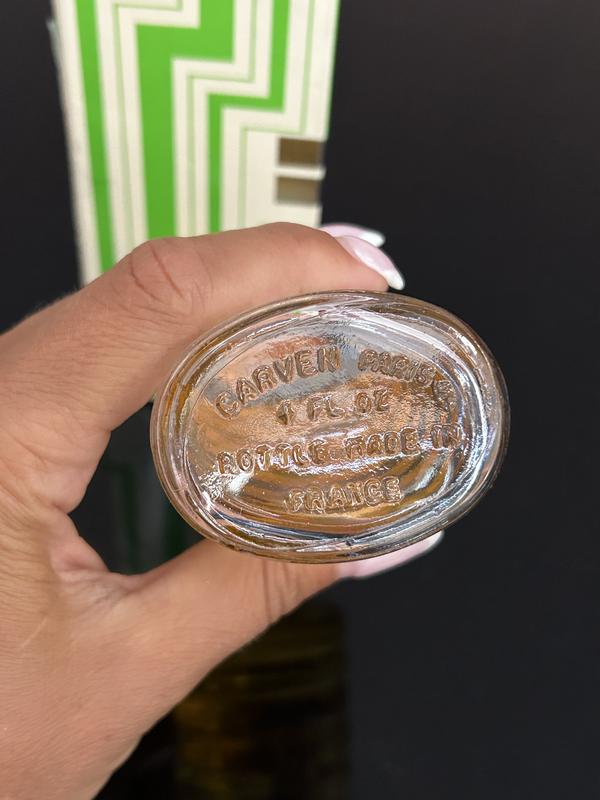 CARVEN PARIS
1 FL. OZ
BOTTLE MADE IN
FRANCE